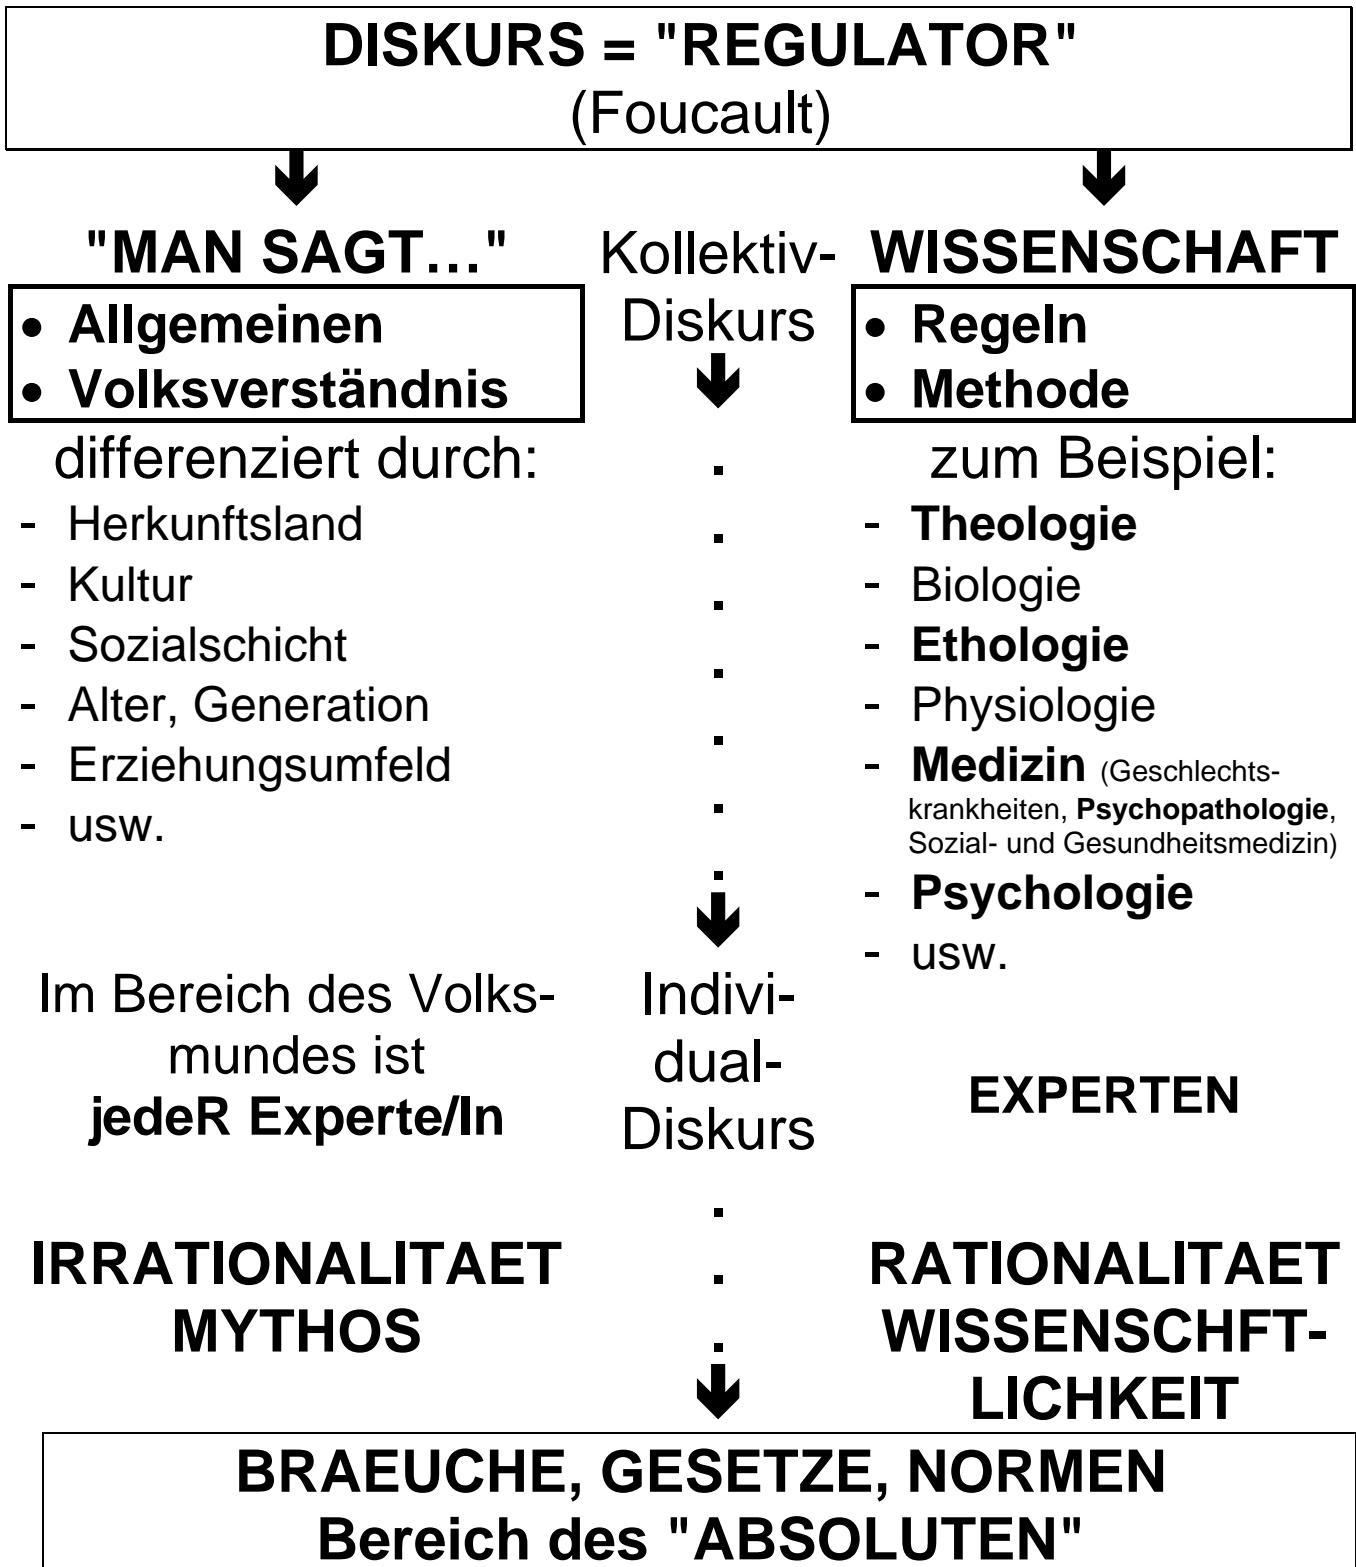 DISKURS = "REGULATOR"
(Foucault)
"MAN SAGT…"
• Allgemeinen
• Volksverständnis
differenziert durch:
- Herkunftsland
- Kultur
- Sozialschicht
- Alter, Generation
- Erziehungsumfeld
- usw.
Im Bereich des Volks-
mundes ist
jedeR Experte/In
IRRATIONALITAET
MYTHOS
Kollektiv-
Diskurs
Indivi-
dual-
Diskurs
WISSENSCHAFT
• Regeln
• Methode
zum Beispiel:
- Theologie
- Biologie
- Ethologie
- Physiologie
- Medizin (Geschlechts-
krankheiten, Psychopathologie,
Sozial- und Gesundheitsmedizin)
- Psychologie
- usw.
EXPERTEN
RATIONALITAET
WISSENSCHFT-
LICHKEIT
BRAEUCHE, GESETZE, NORMEN
Bereich des "ABSOLUTEN"